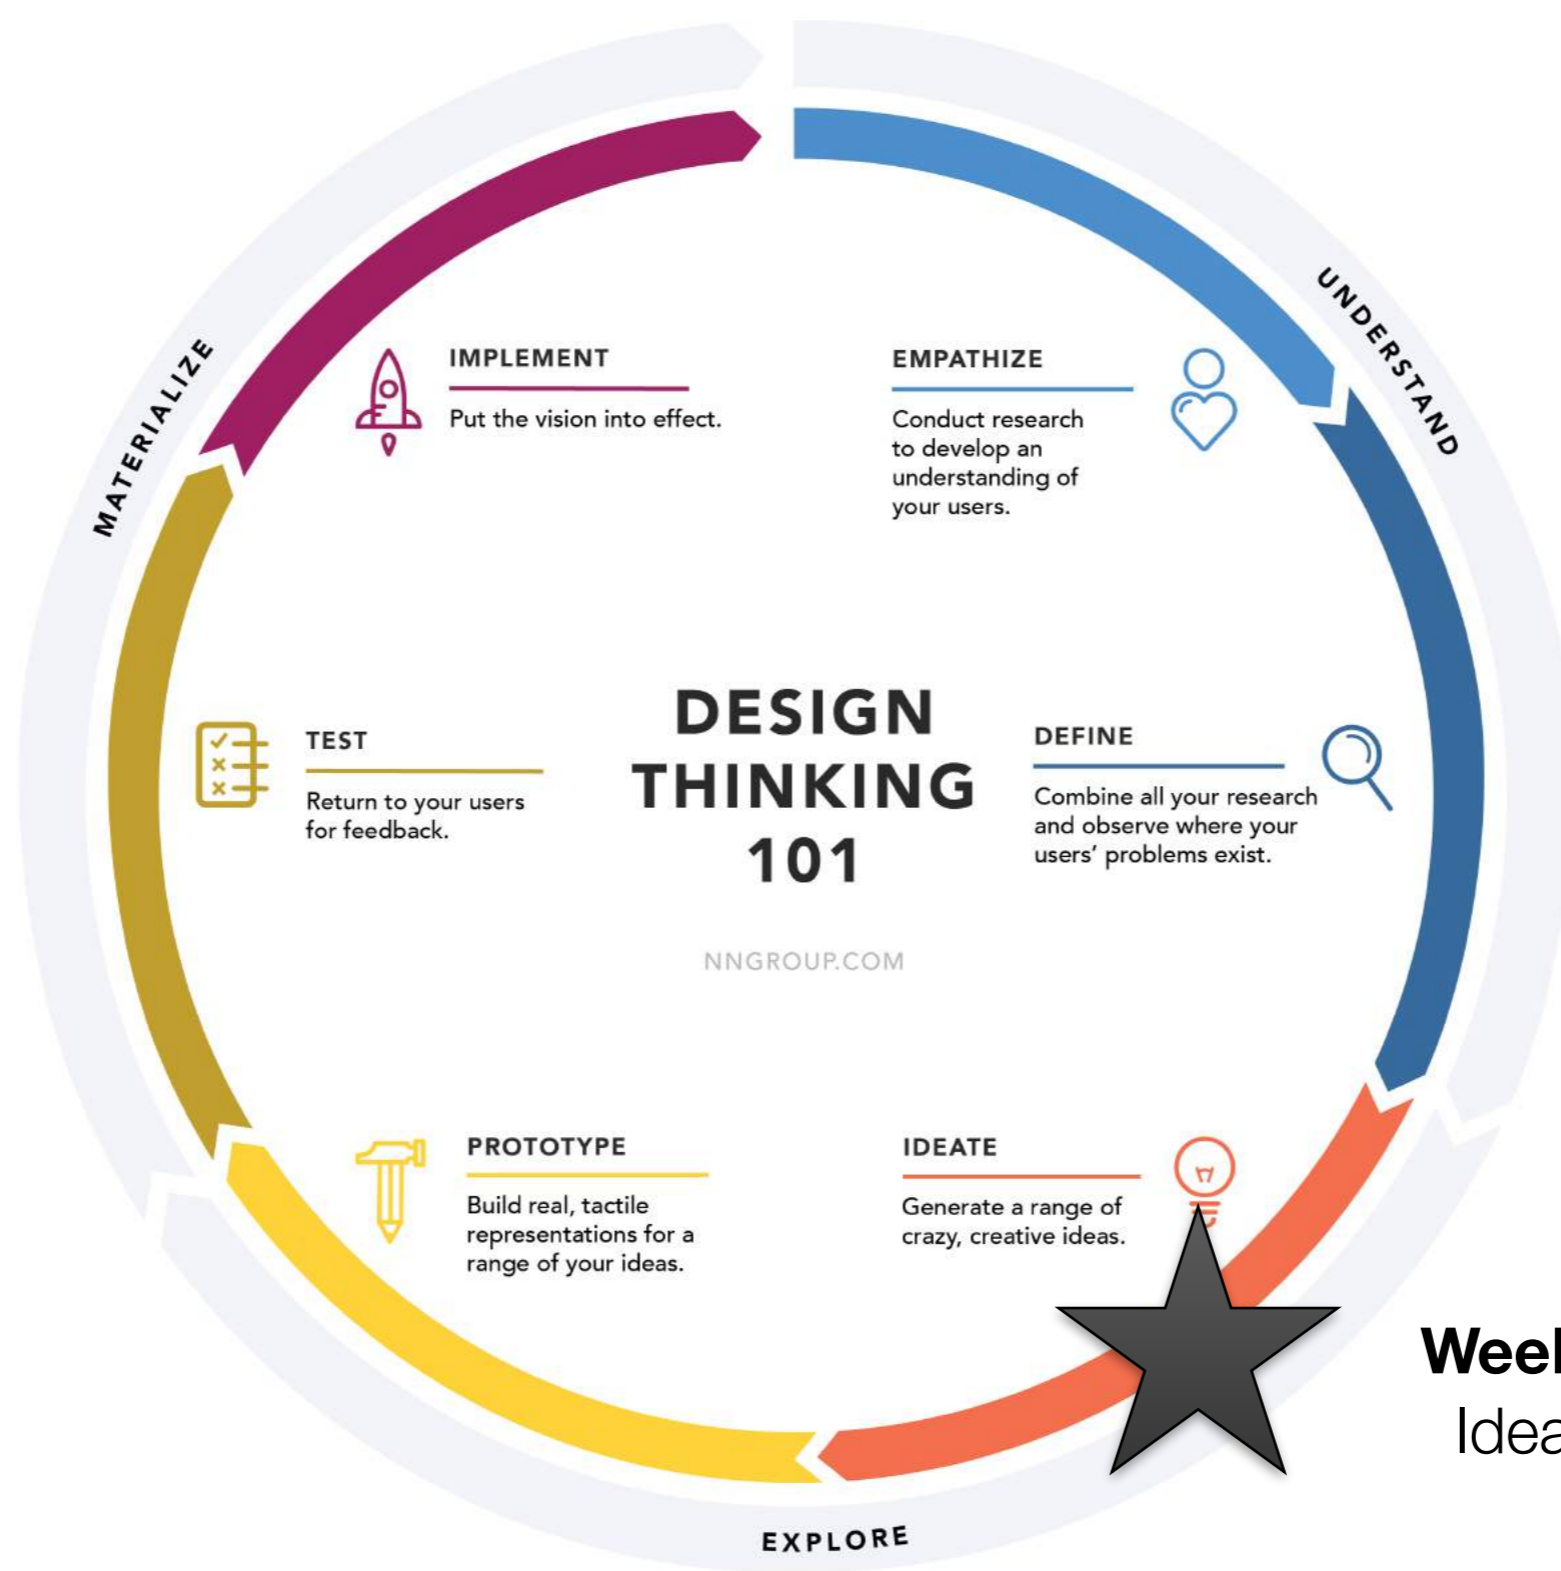 UNDERSTAND
MATERIALIZE
IMPLEMENT
Put the vision into effect.
EMPATHIZE
Conduct research
to develop an
understanding of
your users.
DESIGN
THINKING
101
NNGROUP.COM
TEST
Return to your users
for feedback.
DEFINE
Combine all your research
and observe where your
users’ problems exist.
PROTOTYPE
Build real, tactile
representations for a
range of your ideas.
IDEATE
Generate a range of
crazy, creative ideas.
EXPLORE